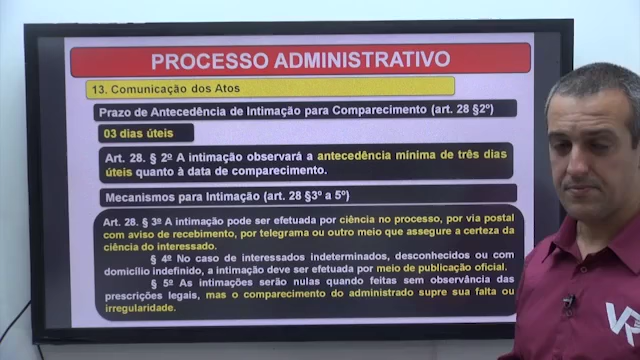 PROCESSO ADMINISTRATIVO
13. Comunicação dos Atos
Prazo de Antecedência de Intimação para Comparecimento (art. 28 §2º)
03 dias úteis
Art. 28. § 2º A intimação observará a antecedência mínima de três dias
úteis quanto à data de comparecimento.
Mecanismos para Intimação (art. 28 §3º a 5º)
Art. 28. § 3º A intimação pode ser efetuada por ciência no processo, por via postal
com aviso de recebimento, por telegrama ou outro meio que assegure a certeza da
ciência do interessado.
§ 4º No caso de interessados indeterminados, desconhecidos ou com
domicílio indefinido, a intimação deve ser efetuada por meio de publicação oficial.
§ 5º As intimações serão nulas quando feitas sem observância das
prescrições legais, mas o comparecimento do administrado supre sua falta ou
irregularidade.